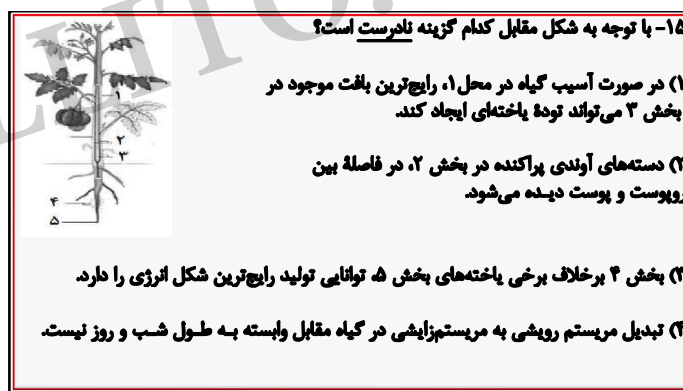 ۱۵- با توجه به شکل مقابل کدام گزینه نادرست است؟
۱) در صورت آسیب گیاه در محل۱، رایج‌ترین بافت موجود در
بخش ۳ می‌تواند تودۀ یاخته‌ای ایجاد کند.
۲) دسته‌های آوندی پراکنده در بخش ۲، در فاصلۀ بین
روپوست و پوست دیـده می‌شود.
۳) بخش ۴ برخلاف برخی یاخته‌های بخش ۵، توانایی تولید رایج‌ترین شکل انرژی را دارد.
۴) تبدیل مریستم رویشی به مریستم‌زایشی در گیاه مقابل وابسته بـه طـول شـب و روز نیست.
۱
۲
۳
۴
۵